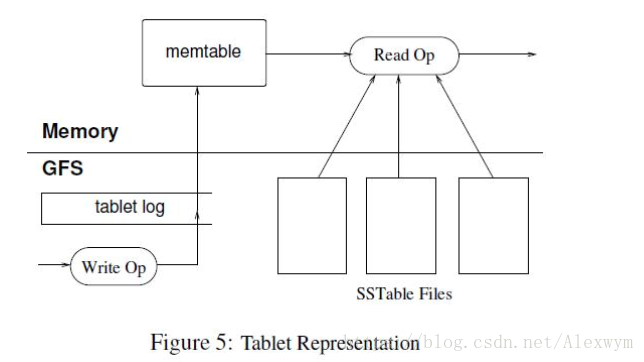 memtable
Read Op
Memory
GFS
tablet log
Write Op
SSTable Files
Figure 5: Tablet Representation
https://blog.csdn.net/Alexwym